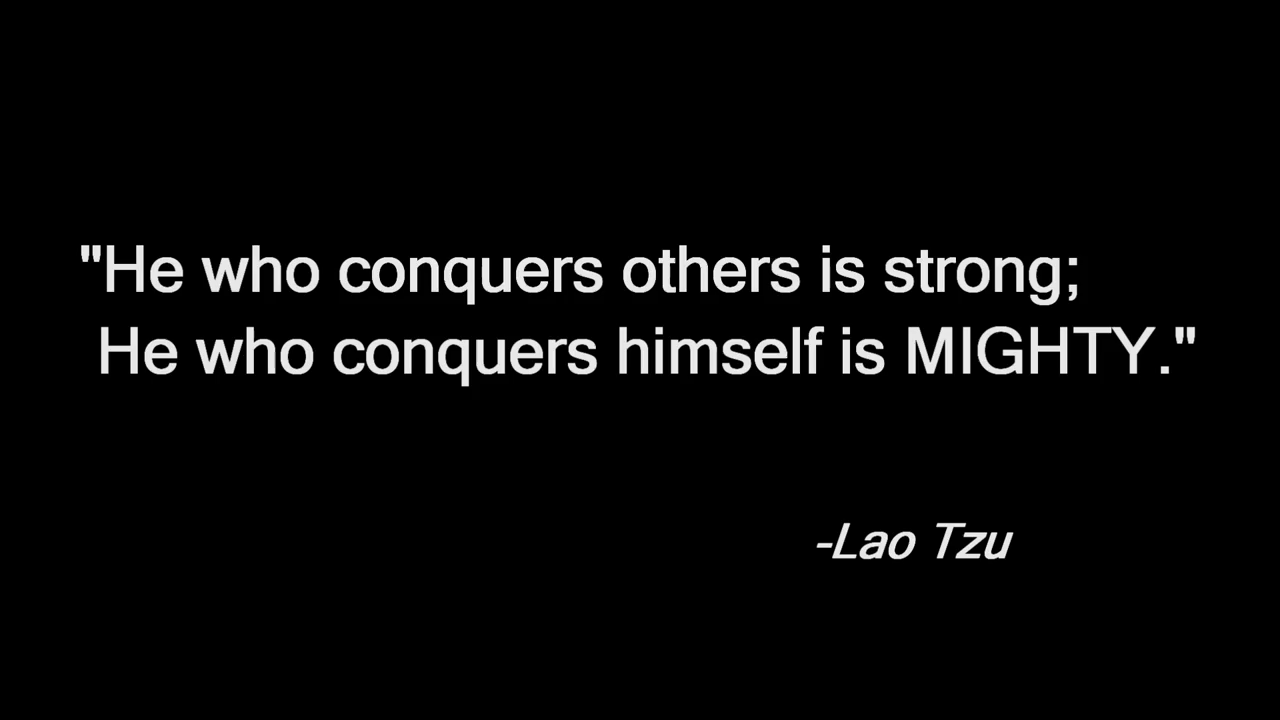 "He who conquers others is strong;
He who conquers himself is MIGHTY."
-Lao Tzu